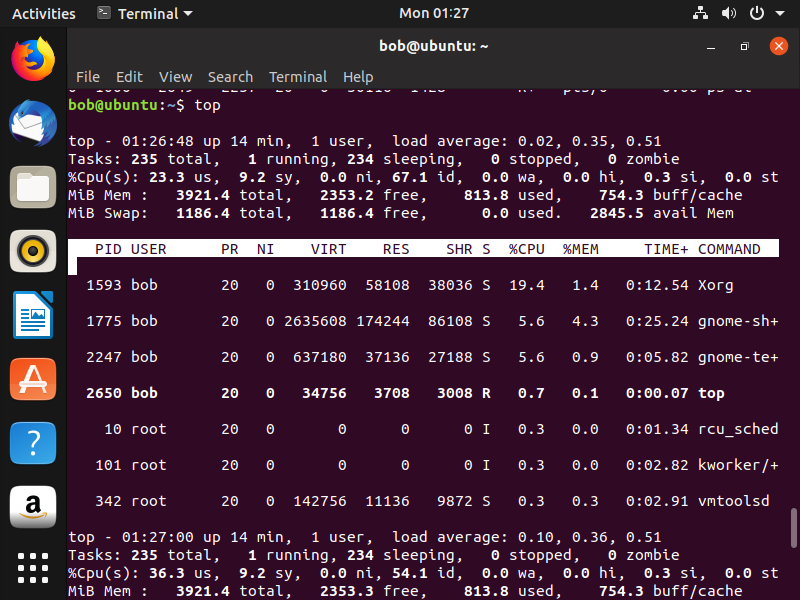 Activities Terminal Mon 01:27
bob@ubuntu: ~
File Edit View Search Terminal Help
bob@ubuntu:~$ top
top - 01:26:48 up 14 min,  1 user,  load average: 0.02, 0.35, 0.51
Tasks: 235 total,   1 running, 234 sleeping,   0 stopped,   0 zombie
%Cpu(s): 23.3 us,  9.2 sy,  0.0 ni, 67.1 id,  0.0 wa,  0.0 hi,  0.3 si,  0.0 st
MiB Mem :   3921.4 total,   2353.2 free,    813.8 used,    754.3 buff/cache
MiB Swap:   1186.4 total,   1186.4 free,      0.0 used.   2845.5 avail Mem
PID USER      PR  NI    VIRT    RES    SHR S  %CPU  %MEM     TIME+ COMMAND
1593 bob       20   0  310960  58108  38036 S  19.4   1.4   0:12.54 Xorg
1775 bob       20   0 2635608 174244  86108 S   5.6   4.3   0:25.24 gnome-sh+
2247 bob       20   0  637180  37136  27188 S   5.6   0.9   0:05.82 gnome-te+
2650 bob       20   0   34756   3708   3008 R   0.7   0.1   0:00.07 top
10 root      20   0       0      0      0 I   0.3   0.0   0:01.34 rcu_sched
101 root      20   0       0      0      0 I   0.3   0.0   0:02.82 kworker/+
342 root      20   0  142756  11136   9872 S   0.3   0.3   0:02.91 vmtoolsd
top - 01:27:00 up 14 min,  1 user,  load average: 0.10, 0.36, 0.51
Tasks: 235 total,   1 running, 234 sleeping,   0 stopped,   0 zombie
%Cpu(s): 36.3 us,  9.2 sy,  0.0 ni, 54.1 id,  0.0 wa,  0.0 hi,  0.3 si,  0.0 st
MiB Mem :   3921.4 total,   2353.3 free,    813.8 used,    754.3 buff/cache